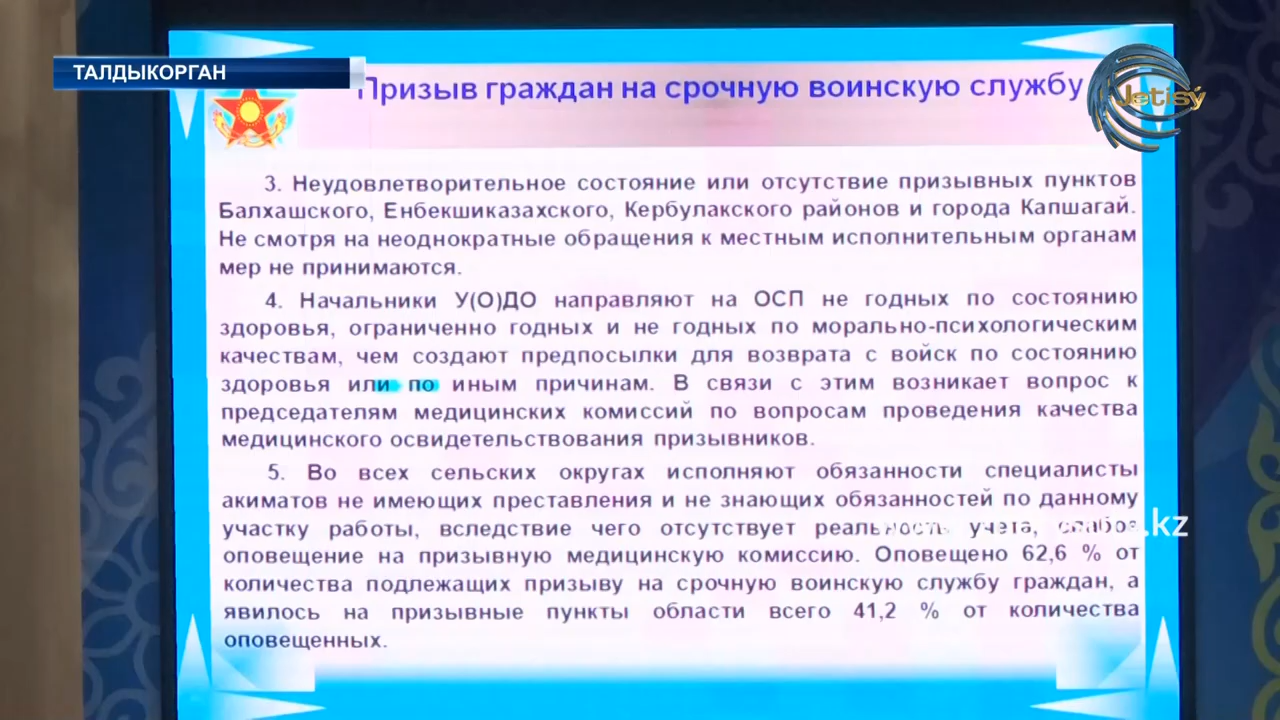 ТАЛДЫКОРГАН
Призыв граждан на срочную воинскую службу
Jetisý
3. Неудовлетворительное состояние или отсутствие призывных пунктов
Балхашского, Енбекшиказахского, Кербулакского районов и города Капшагай.
Не смотря на неоднократные обращения к местным исполнительным органам
мер не принимаются.
4. Начальники У(О)ДО направляют на ОСП не годных по состоянию
здоровья, ограниченно годных и не годных по морально-психологическим
качествам, чем создают предпосылки для возврата с войск по состоянию
здоровья или по иным причинам. В связи с этим возникает вопрос к
председателям медицинских комиссий по вопросам проведения качества
медицинского освидетельствования призывников.
5. Во всех сельских округах исполняют обязанности специалисты
акиматов не имеющих преставления и не знающих обязанностей по данному
участку работы, вследствие чего отсутствует реальность учета, слабое
.kz
оповещение на призывную медицинскую комиссию. Оповещено 62,6 % от
количества подлежащих призыву на срочную воинскую службу граждан, а
явилось на призывные пункты области всего 41,2 % от количества
оповещенных.